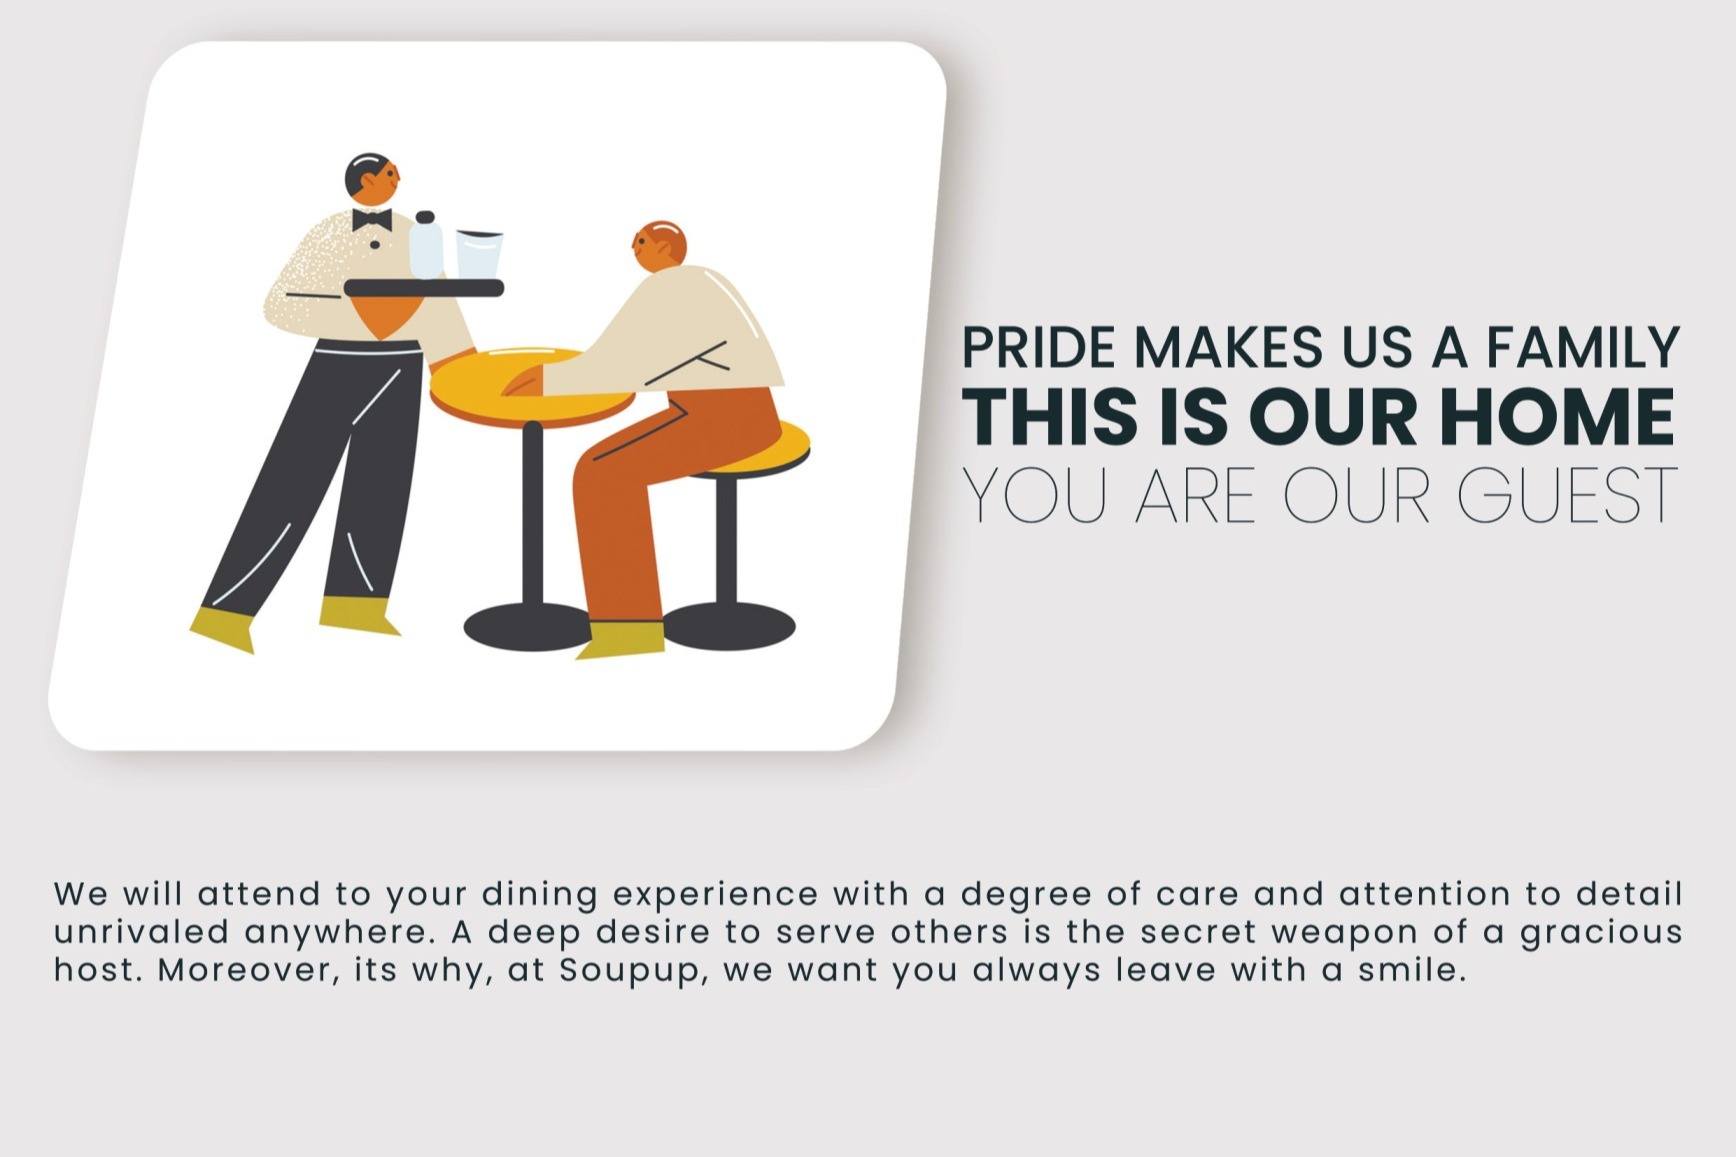 PRIDE MAKES US A FAMILY
THIS IS OUR HOME
YOU ARE OUR GUEST
We will attend to your dining experience with a degree of care and attention to detail
unrivaled anywhere. A deep desire to serve others is the secret weapon of a gracious
host. Moreover, its why, at Soupup, we want you always leave with a smile.